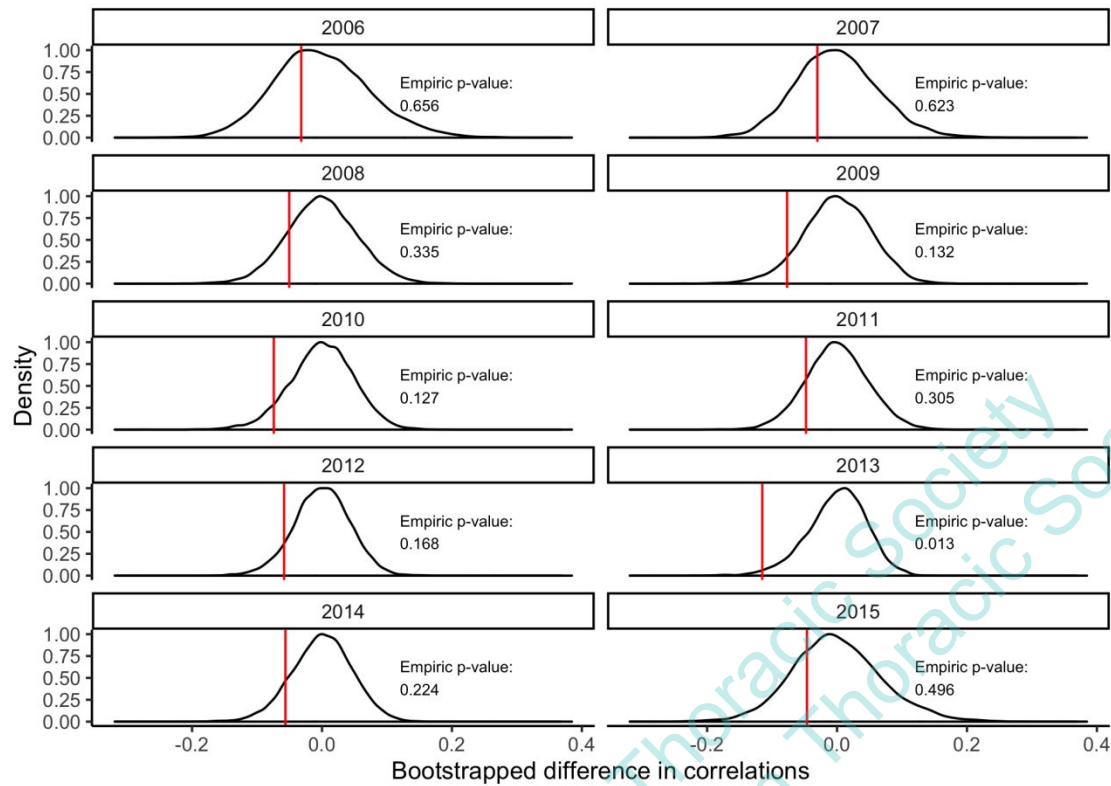 2006
2007
1.00
0.75
0.50
0.25
0.00
Empiric p-value:
0.656
Empiric p-value:
0.623
2008
2009
1.00
0.75
0.50
0.25
0.00
Empiric p-value:
0.335
Empiric p-value:
0.132
2010
2011
1.00
0.75
0.50
0.25
0.00
Empiric p-value:
0.127
Empiric p-value:
0.305
Density
2012
2013
1.00
0.75
0.50
0.25
0.00
Empiric p-value:
0.168
Empiric p-value:
0.013
2014
2015
1.00
0.75
0.50
0.25
0.00
Empiric p-value:
0.224
Empiric p-value:
0.496
-0.2 0.0 0.2 0.4
-0.2 0.0 0.2 0.4
Bootstrapped difference in correlations
Thoracic Society
Thoracic